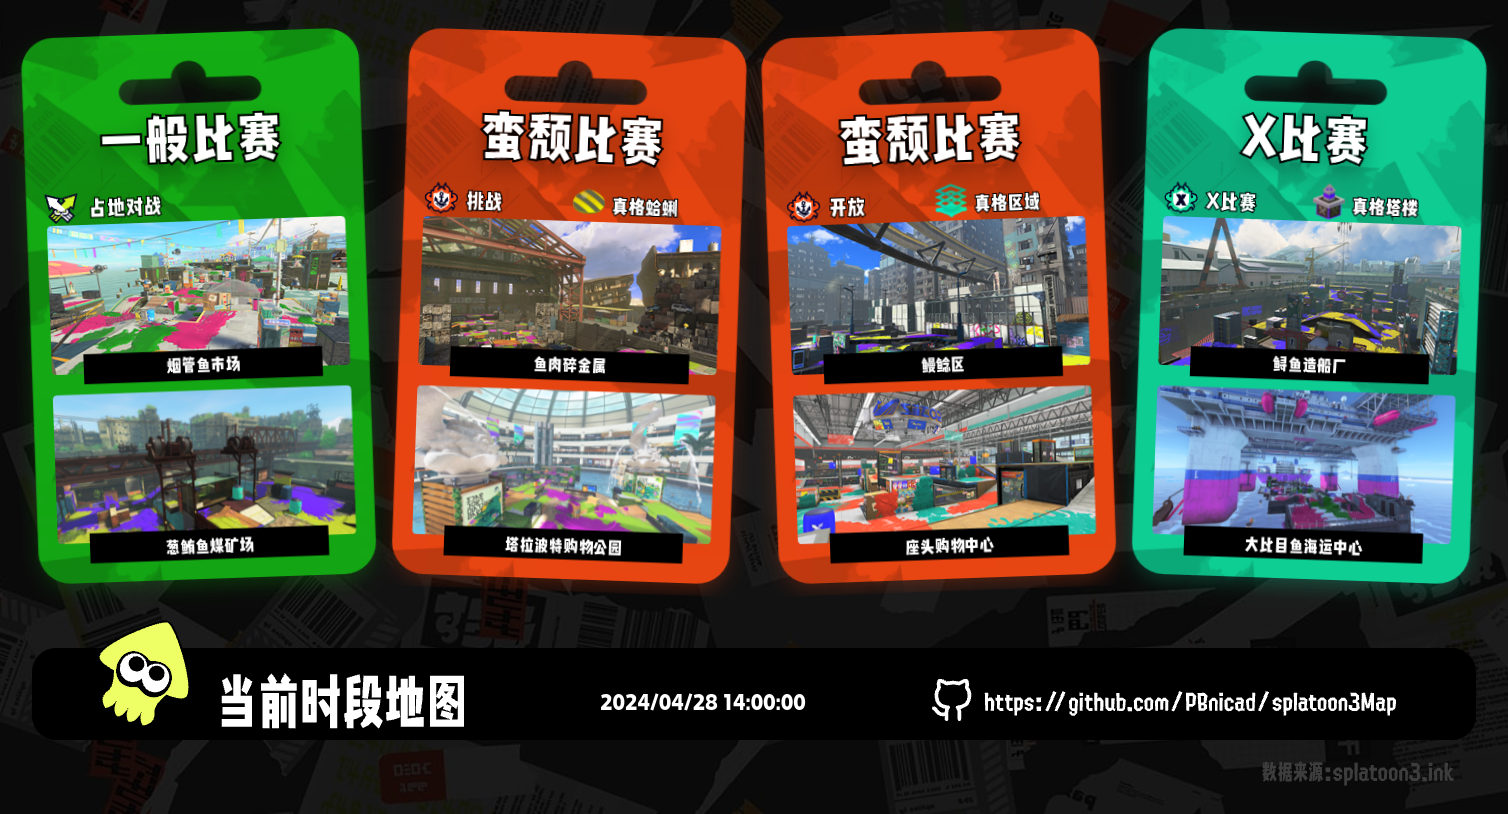 一般比赛
占地对战
烟管鱼市场
葱鲔鱼煤矿场
蛮颓比赛
挑战
真格蛤蜊
鱼肉碎金属
塔拉波特购物公园
蛮颓比赛
开放
真格区域
鳗鲶区
座头购物中心
X比赛
X比赛
真格塔楼
鲟鱼造船厂
大比目鱼海运中心
当前时段地图
2024/04/28 14:00:00
https://github.com/PBnicad/splatoon3Map
数据来源:splatoon3.ink